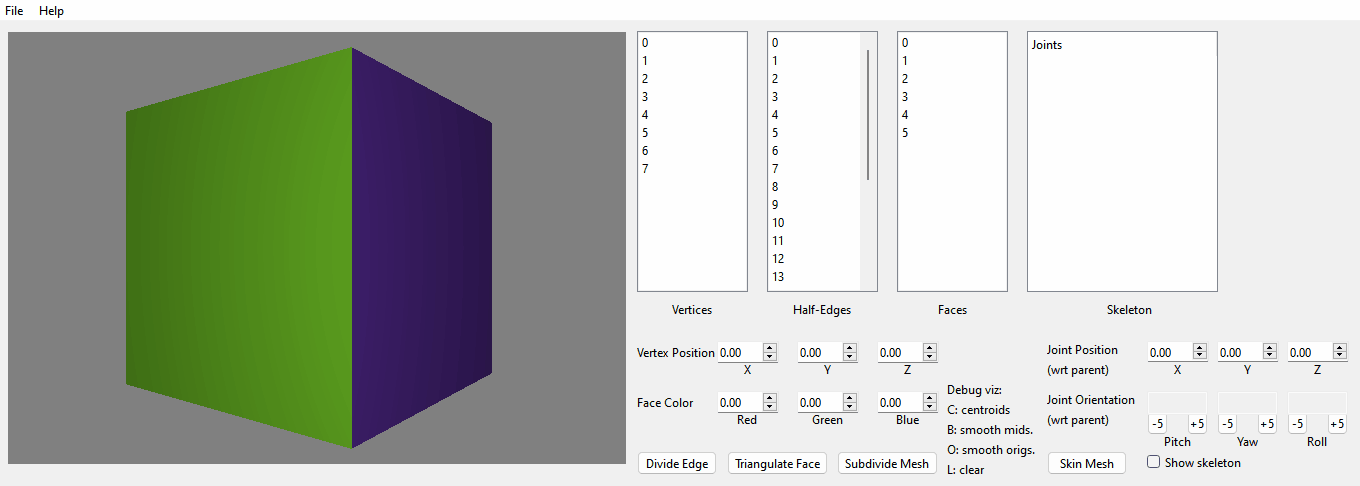 File Help
0
1
2
3
4
5
6
7
0
1
2
3
4
5
6
7
8
9
10
11
12
13
0
1
2
3
4
5
Joints
Vertices Half-Edges Faces Skeleton
Vertex Position 0.00 0.00 0.00
X Y Z
Face Color 0.00 0.00 0.00
Red Green Blue
Debug viz:
C: centroids
B: smooth mids.
O: smooth origs.
L: clear
Divide Edge Triangulate Face Subdivide Mesh
Joint Position 0.00 0.00 0.00
(wrt parent) X Y Z
Joint Orientation
(wrt parent) -5 +5 -5 +5 -5 +5
Pitch Yaw Roll
Skin Mesh Show skeleton